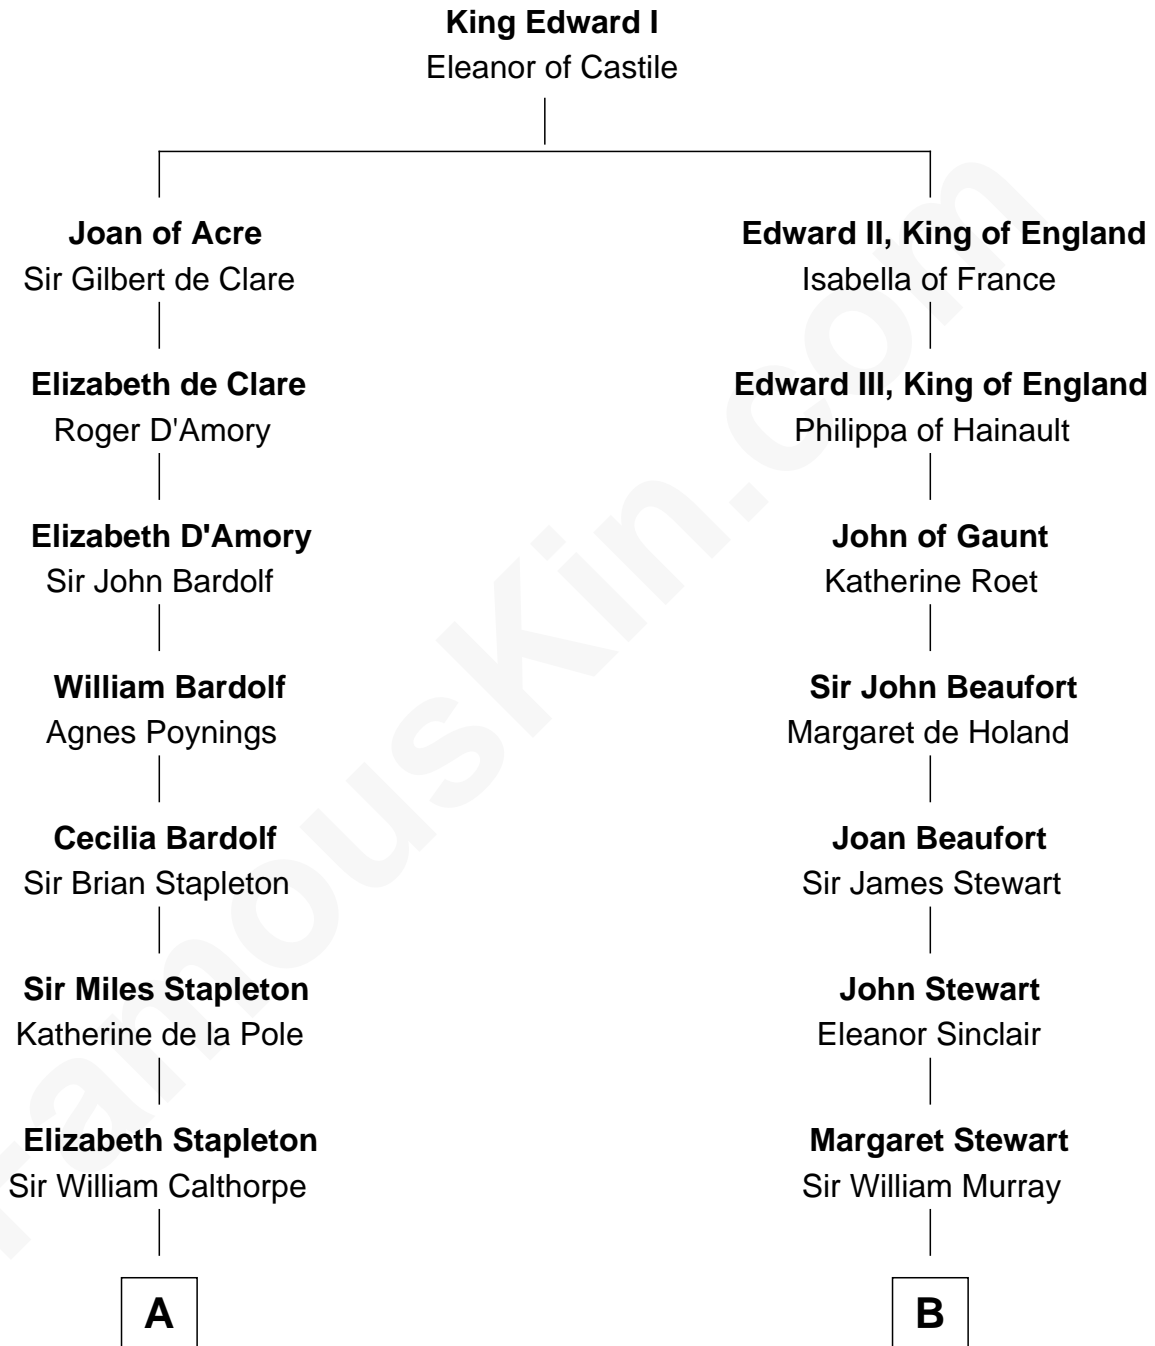 King Edward I
Eleanor of Castile
Joan of Acre
Sir Gilbert de Clare
Edward II, King of England
Isabella of France
Elizabeth de Clare
Roger D'Amory
Edward III, King of England
Philippa of Hainault
Elizabeth D'Amory
Sir John Bardolf
John of Gaunt
Katherine Roet
William Bardolf
Agnes Poynings
Sir John Beaufort
Margaret de Holand
Cecilia Bardolf
Sir Brian Stapleton
Joan Beaufort
Sir James Stewart
Sir Miles Stapleton
Katherine de la Pole
John Stewart
Eleanor Sinclair
Elizabeth Stapleton
Sir William Calthorpe
Margaret Stewart
Sir William Murray
A
B
FamousKin.com